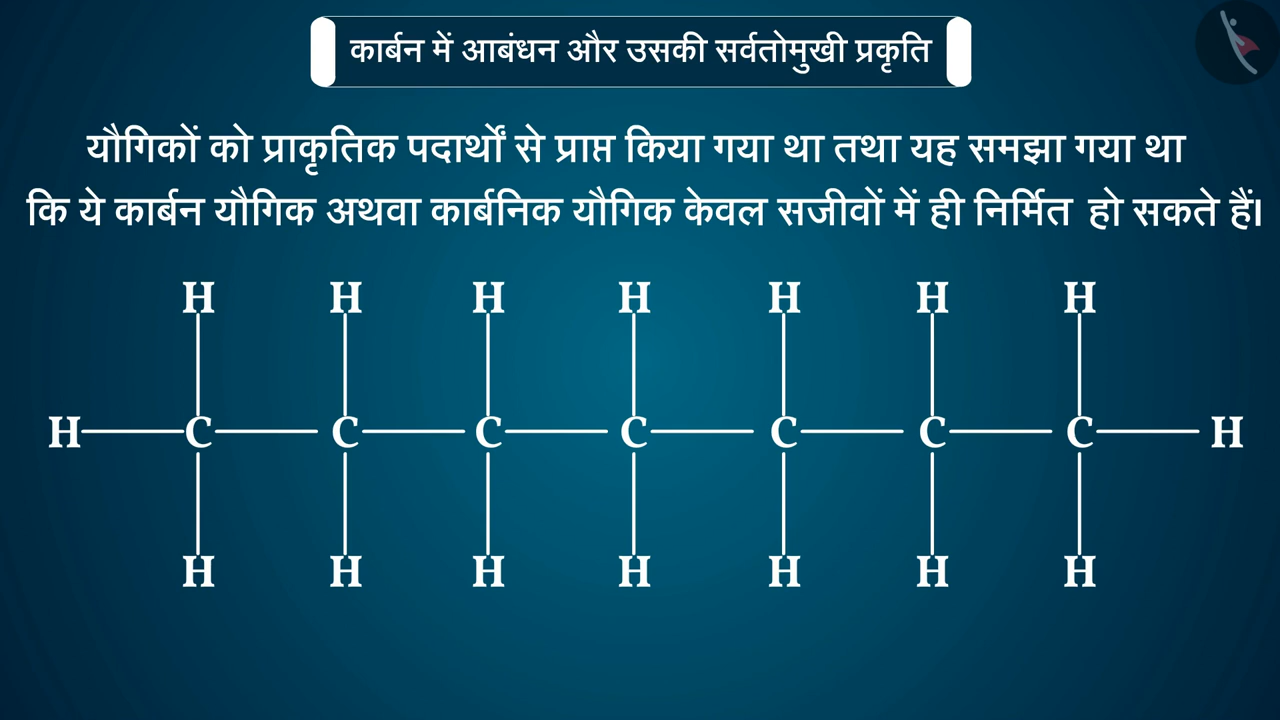 कार्बन में आबंधन और उसकी सर्वतोमुखी प्रकृति
यौगिकों को प्राकृतिक पदार्थों से प्राप्त किया गया था तथा यह समझा गया था
कि ये कार्बन यौगिक अथवा कार्बनिक यौगिक केवल सजीवों में ही निर्मित हो सकते हैं।
H H H H H H H
H C C C C C C C H
H H H H H H H